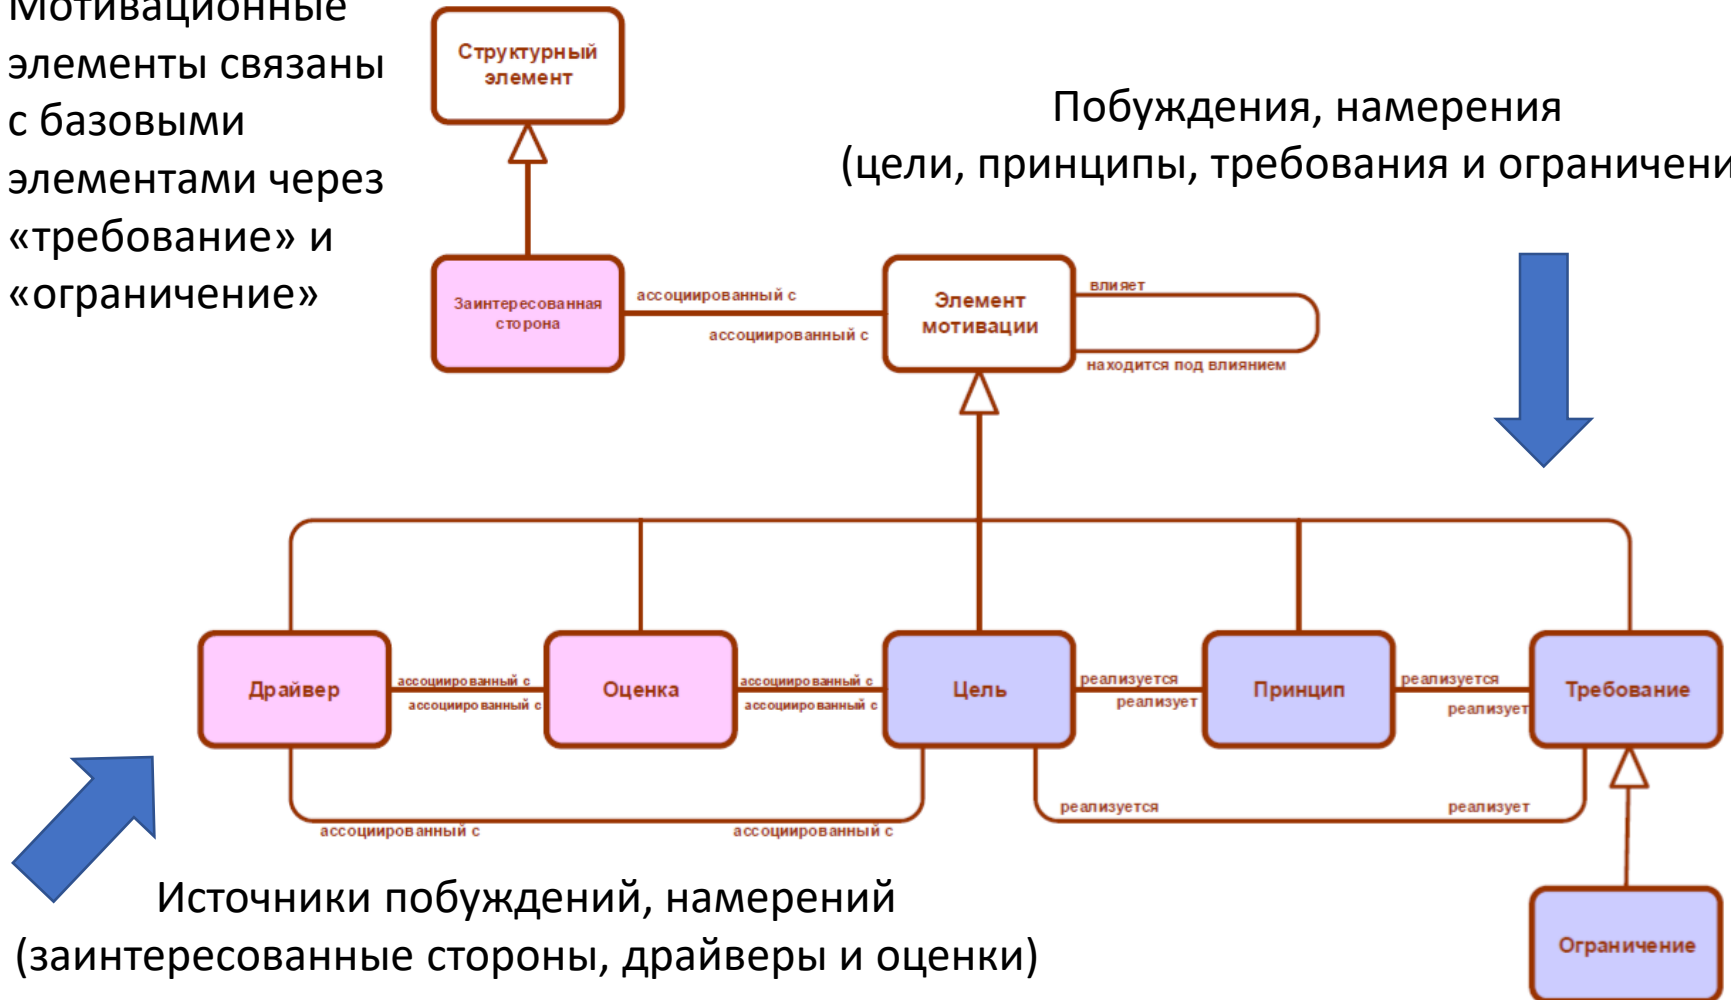 Мотивационные
элементы связаны
с базовыми
элементами через
«требование» и
«ограничение»
Структурный
элемент
Побуждения, намерения
(цели, принципы, требования и ограничени
Заинтересованная
сторона
ассоциированный с
ассоциированный с
Элемент
мотивации
влияет
находится под влиянием
Драйвер
ассоциированный с
ассоциированный с
Оценка
ассоциированный с
ассоциированный с
Цель
реализуется
реализует
Принцип
реализуется
реализует
Требование
ассоциированный с
ассоциированный с
реализуется
реализует
Источники побуждений, намерений
(заинтересованные стороны, драйверы и оценки)
Ограничение